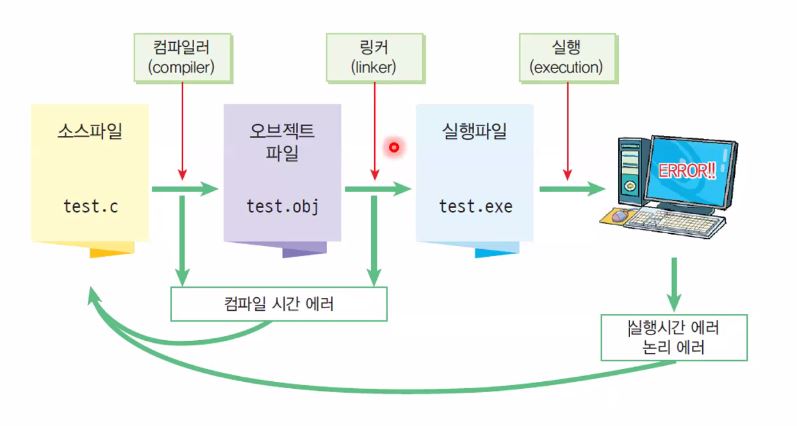 컴파일러
(compiler)
링커
(linker)
실행
(execution)
소스파일
test.c
오브젝트
파일
test.obj
실행파일
test.exe
ERROR!!
컴파일 시간 에러
실행시간 에러
논리 에러